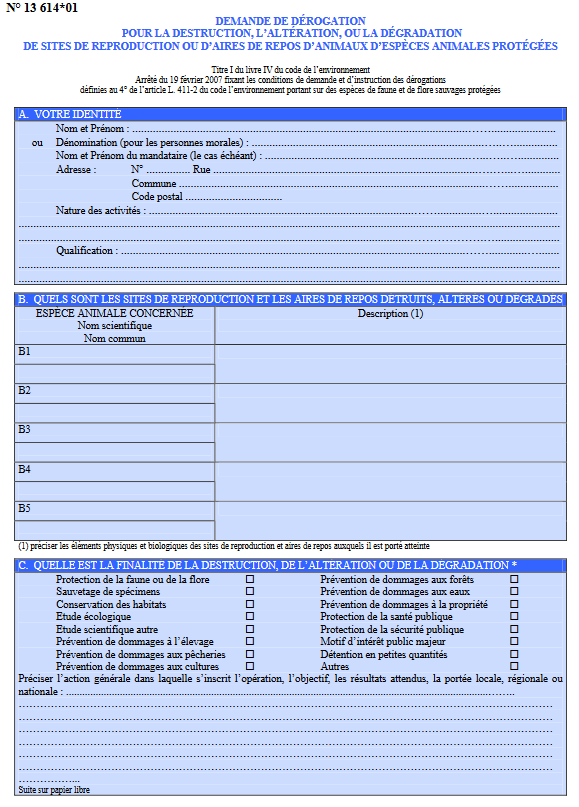 N° 13 614*01
DEMANDE DE DÉROGATION
POUR LA DESTRUCTION, L'ALTÉRATION, OU LA DÉGRADATION
DE SITES DE REPRODUCTION OU D'AIRES DE REPOS D'ANIMAUX D'ESPÈCES ANIMALES PROTÉGÉES
Titre I du livre IV du code de l'environnement
Arrêté du 19 février 2007 fixant les conditions de demande et d'instruction des dérogations
définies au 4° de l'article L. 411-2 du code l'environnement portant sur des espèces de faune et de flore sauvages protégées
A. VOTRE IDENTITÉ
Nom et Prénom : ........................................................................
ou Dénomination (pour les personnes morales) : ........................................................................
Nom et Prénom du mandataire (le cas échéant) : ........................................................................
Adresse : N° ................ Rue ........................................................................
Commune ........................................................................
Code postal ...................................
Nature des activités : ........................................................................
........................................................................
........................................................................
Qualification : ........................................................................
........................................................................
........................................................................
B. QUELS SONT LES SITES DE REPRODUCTION ET LES AIRES DE REPOS DÉTRUITS, ALTÉRÉS OU DÉGRADÉS
ESPÈCE ANIMALE CONCERNÉE Description (1)
Nom scientifique
Nom commun
B1
B2
B3
B4
B5
(1) préciser les éléments physiques et biologiques des sites de reproduction et aires de repos auxquels il est porté atteinte
C. QUELLE EST LA FINALITÉ DE LA DESTRUCTION, DE L'ALTÉRATION OU DE LA DÉGRADATION *
Protection de la faune ou de la flore ☐ Prévention de dommages aux forêts ☐
Sauvetage de spécimens ☐ Prévention de dommages aux eaux ☐
Conservation des habitats ☐ Prévention de dommages à la propriété ☐
Etude écologique ☐ Protection de la santé publique ☐
Etude scientifique autre ☐ Protection de la sécurité publique ☐
Prévention de dommages à l'élevage ☐ Motif d'intérêt public majeur ☐
Prévention de dommages aux pêcheries ☐ Détention en petites quantités ☐
Prévention de dommages aux cultures ☐ Autres ☐
Préciser l'action générale dans laquelle s'inscrit l'opération, l'objectif, les résultats attendus, la portée locale, régionale ou
nationale : ........................................................................
........................................................................
........................................................................
........................................................................
........................................................................
........................................................................
........................................................................
..................
Suite sur papier libre